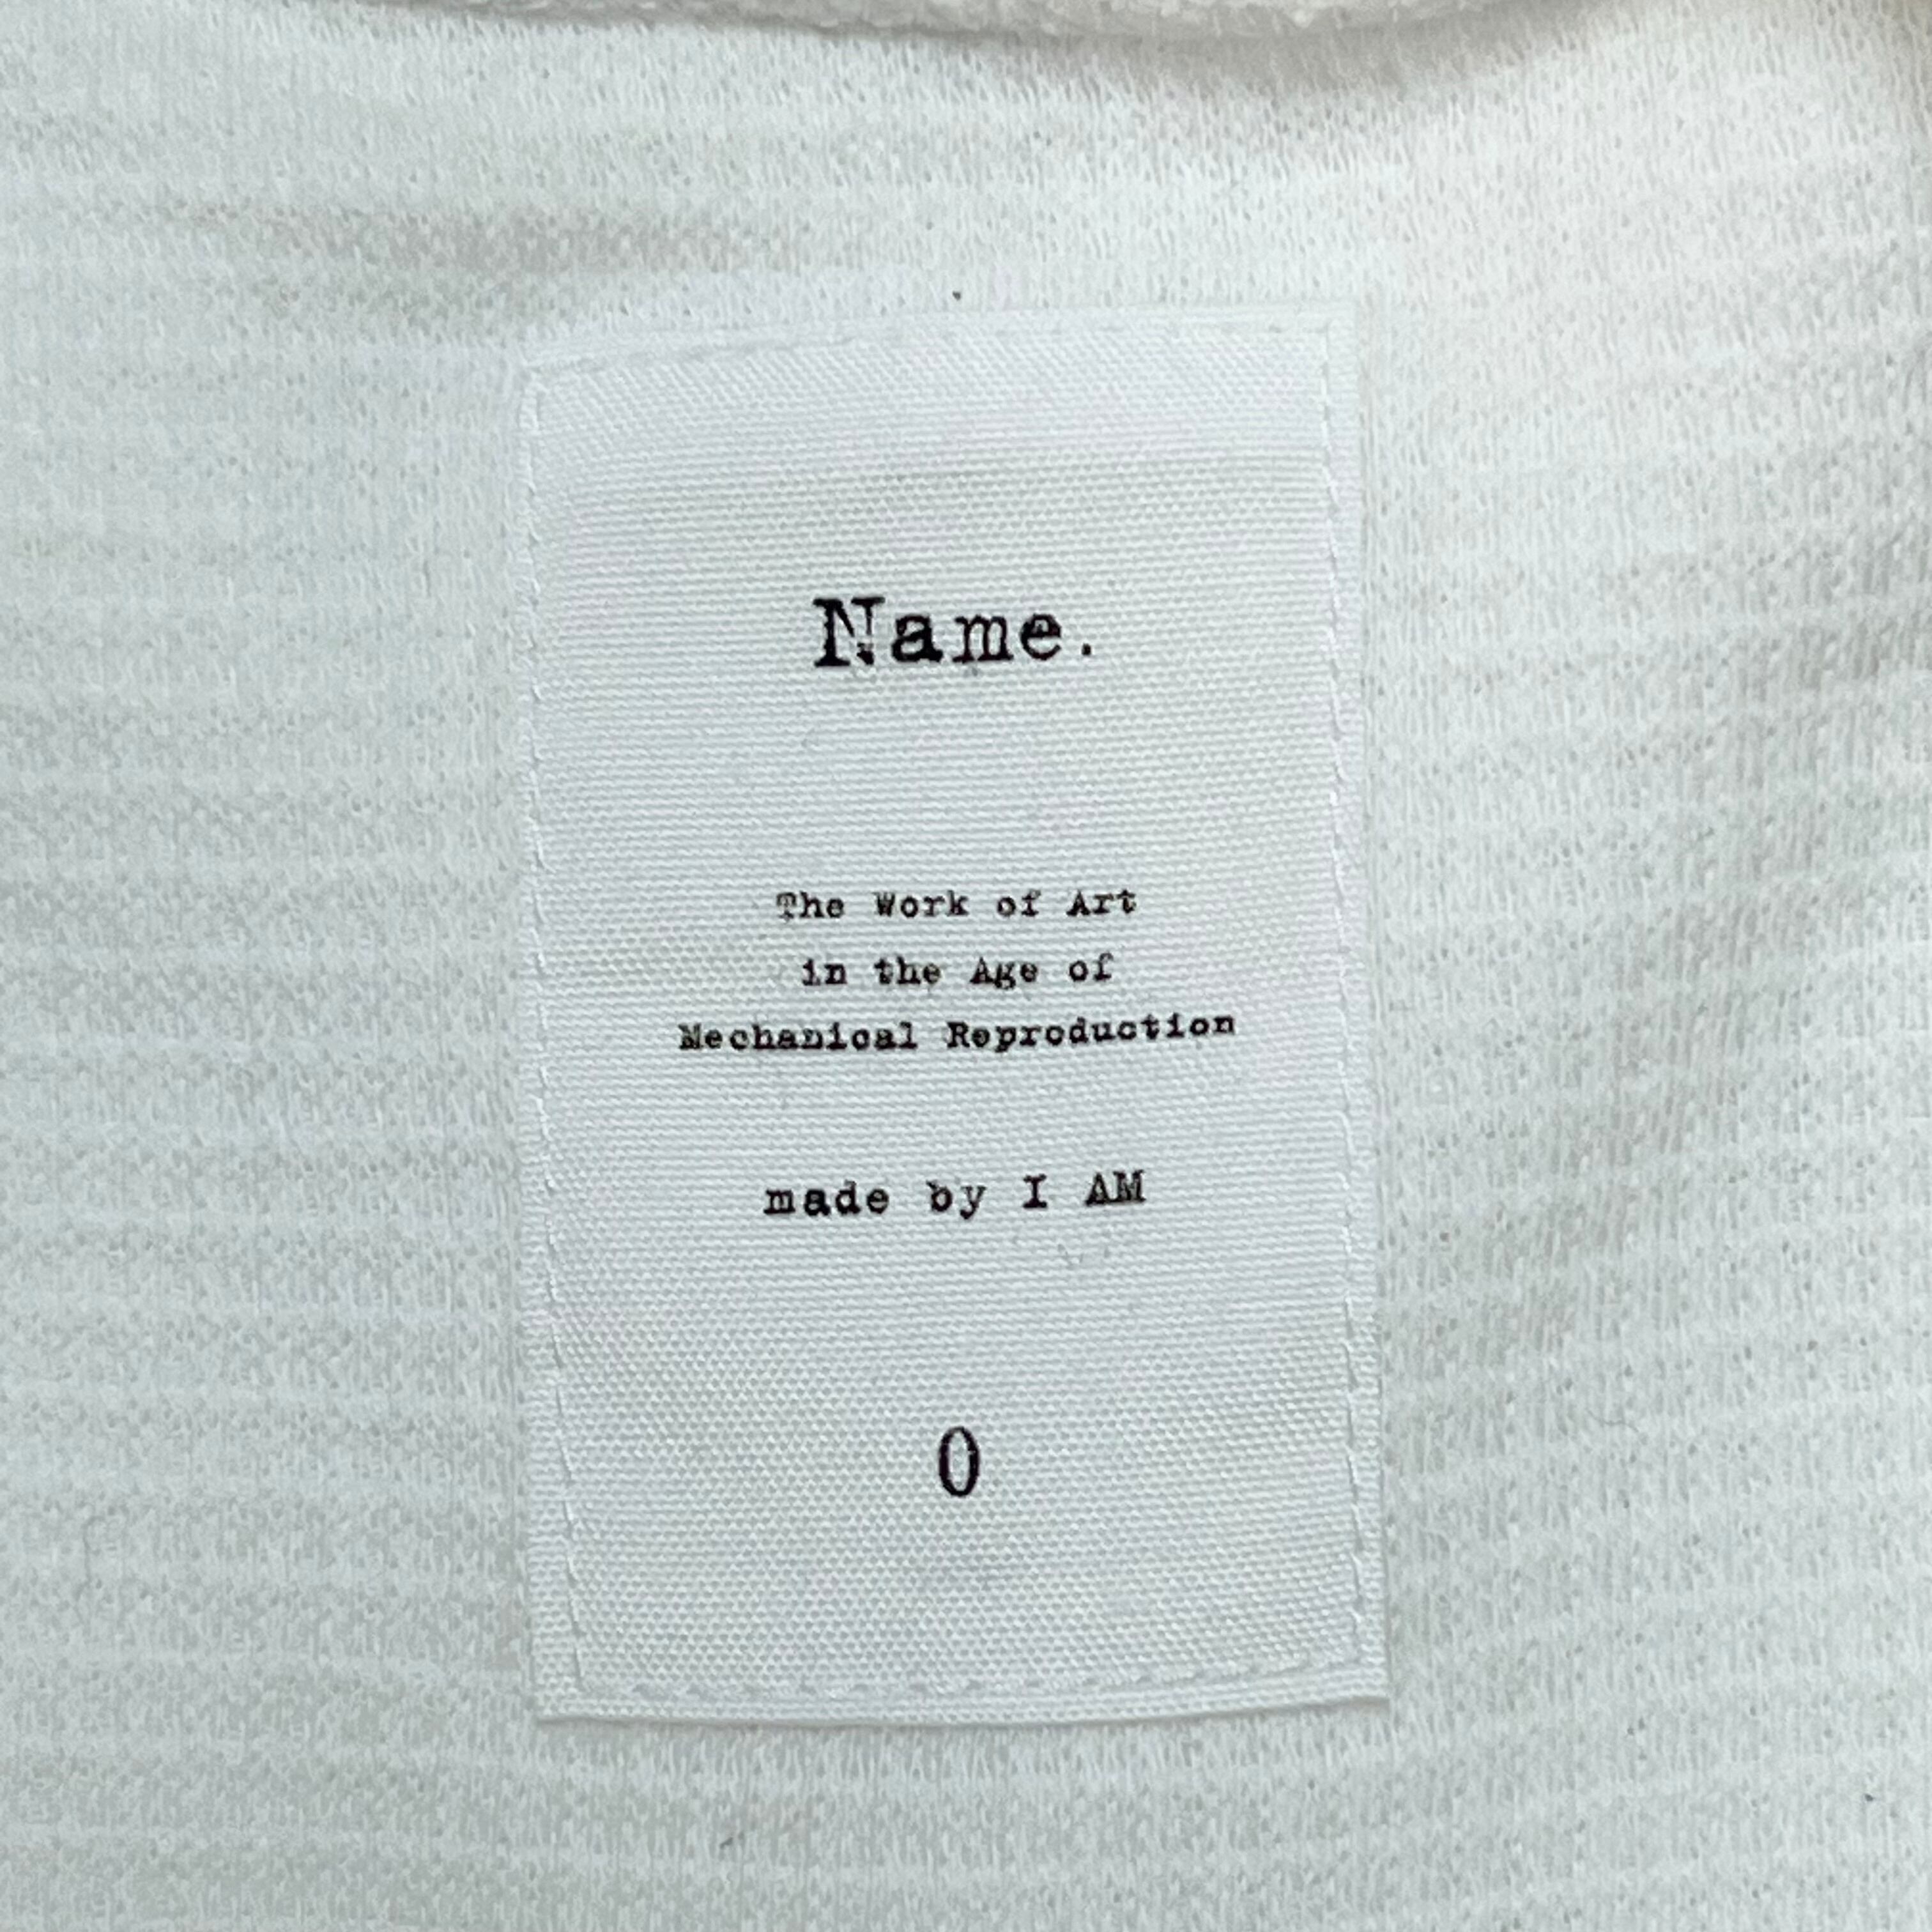 Name.
The Work of Art
in the Age of
Mechanical Reproduction
made by I AM
0